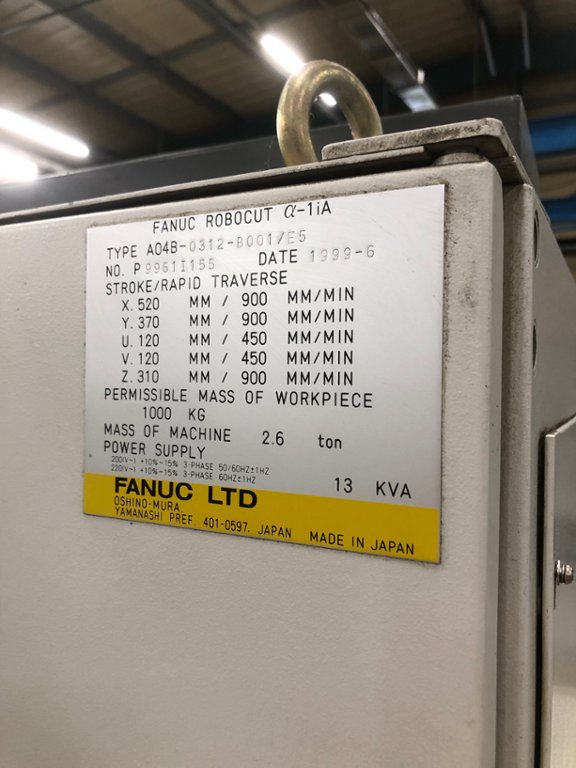 FANUC ROBOCUT α-1iA
TYPE A04B-0312-B001/E5
NO. P99611155 DATE 1999-6
STROKE/RAPID TRAVERSE
X. 520 MM / 900 MM/MIN
Y. 370 MM / 900 MM/MIN
U. 120 MM / 450 MM/MIN
V. 120 MM / 450 MM/MIN
Z. 310 MM / 900 MM/MIN
PERMISSIBLE MASS OF WORKPIECE
1000 KG
MASS OF MACHINE 2.6 ton
POWER SUPPLY
200(V~) +10%-15% 3-PHASE 50/60HZ±1HZ
220(V~) +10%-15% 3-PHASE 60HZ±1HZ
13 KVA
FANUC LTD
OSHINO-MURA,
YAMANASHI PREF. 401-0597, JAPAN MADE IN JAPAN